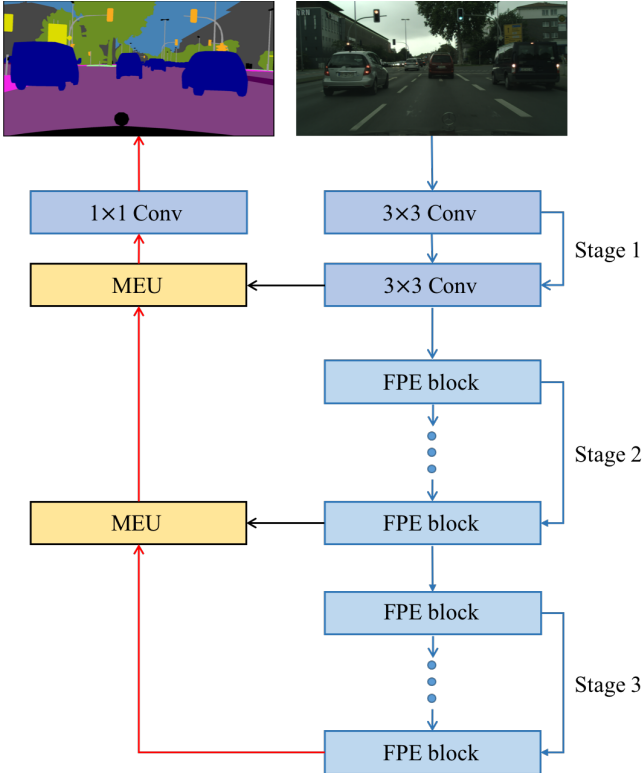 1×1 Conv
3×3 Conv
Stage 1
MEU
3×3 Conv
FPE block
Stage 2
MEU
FPE block
FPE block
Stage 3
FPE block